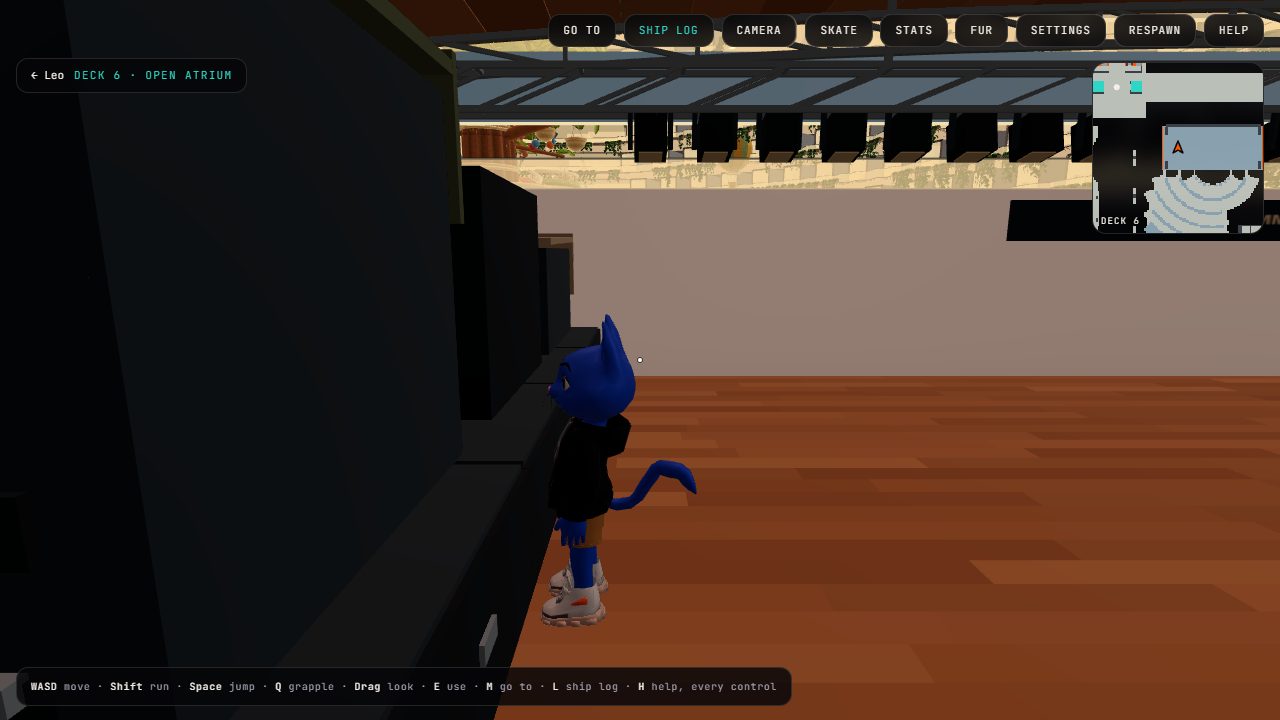 GO TO
SHIP LOG
CAMERA
SKATE
STATS
FUR
SETTINGS
RESPAWN
HELP
← Leo DECK 6 · OPEN ATRIUM
DECK 6
WASD move · Shift run · Space jump · Q grapple · Drag look · E use · M go to · L ship log · H help, every control